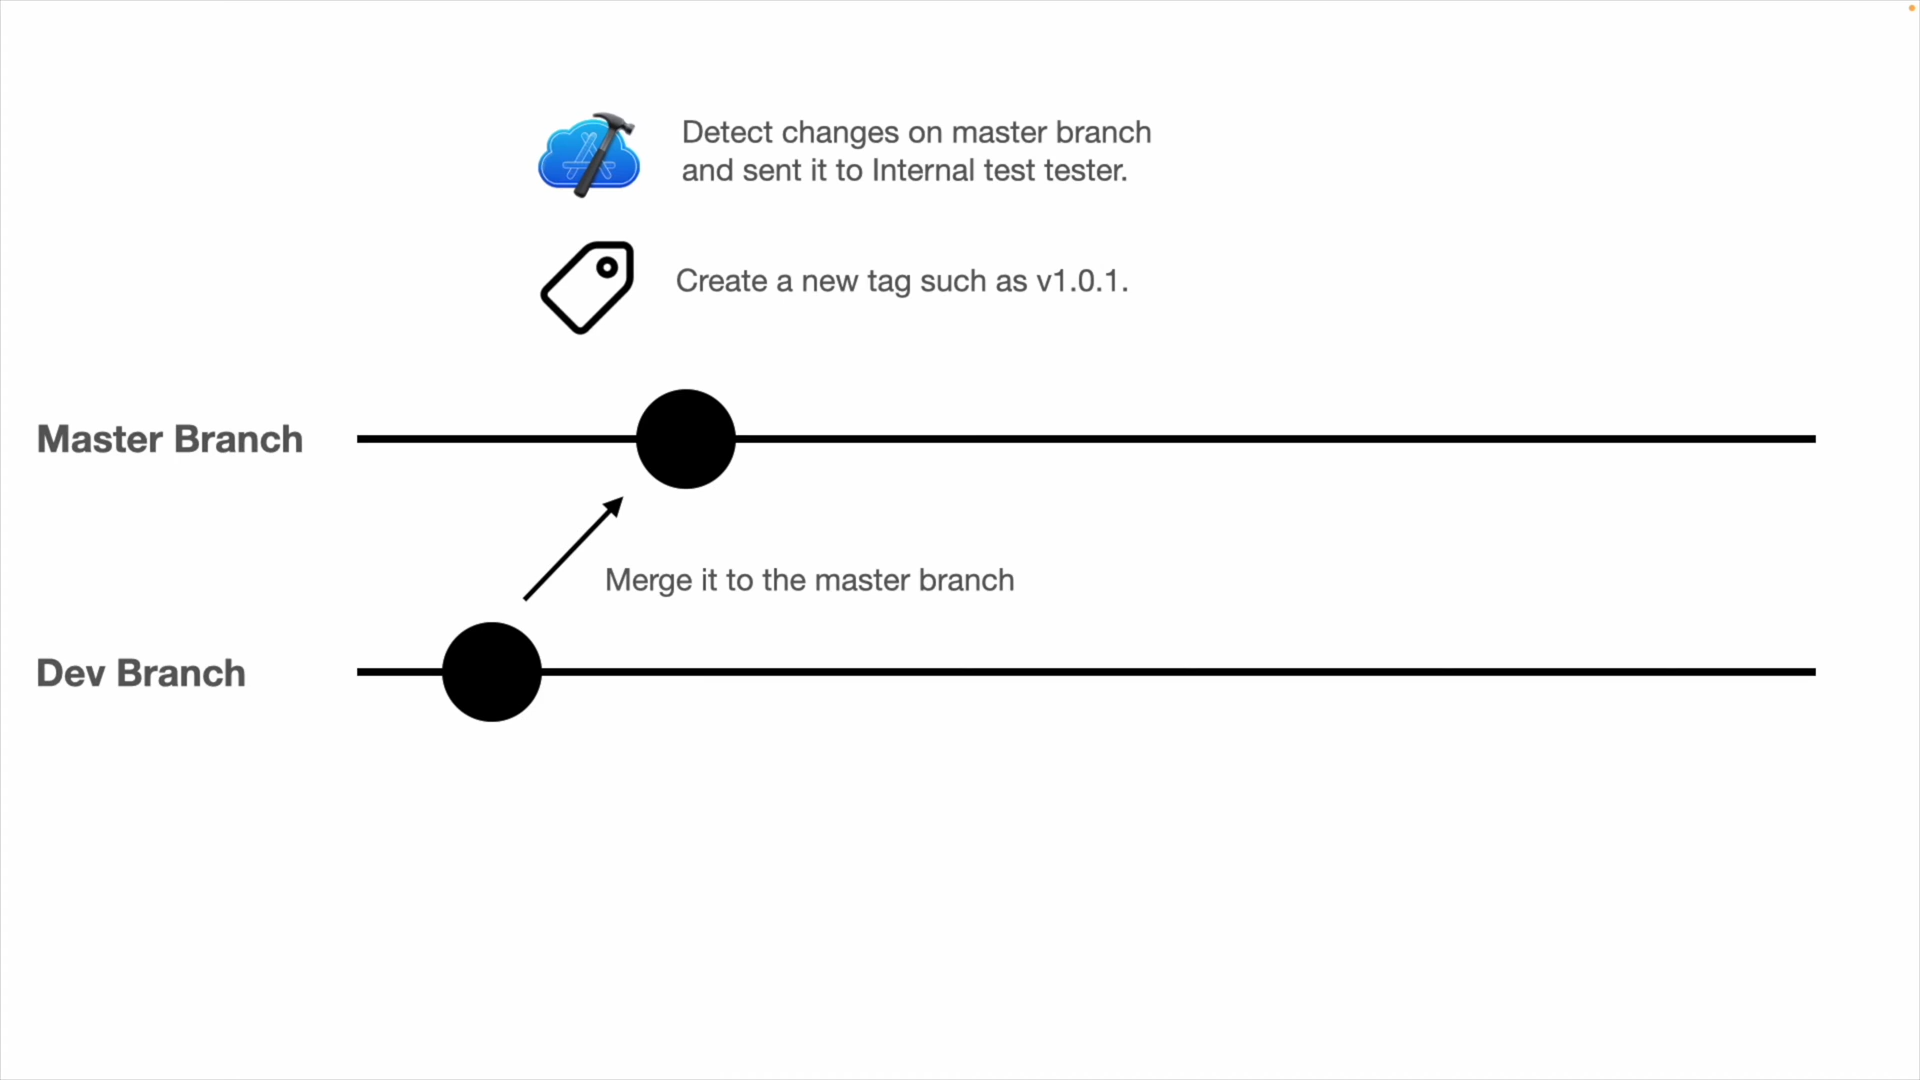 Detect changes on master branch
and sent it to Internal test tester.
Create a new tag such as v1.0.1.
Master Branch
Merge it to the master branch
Dev Branch